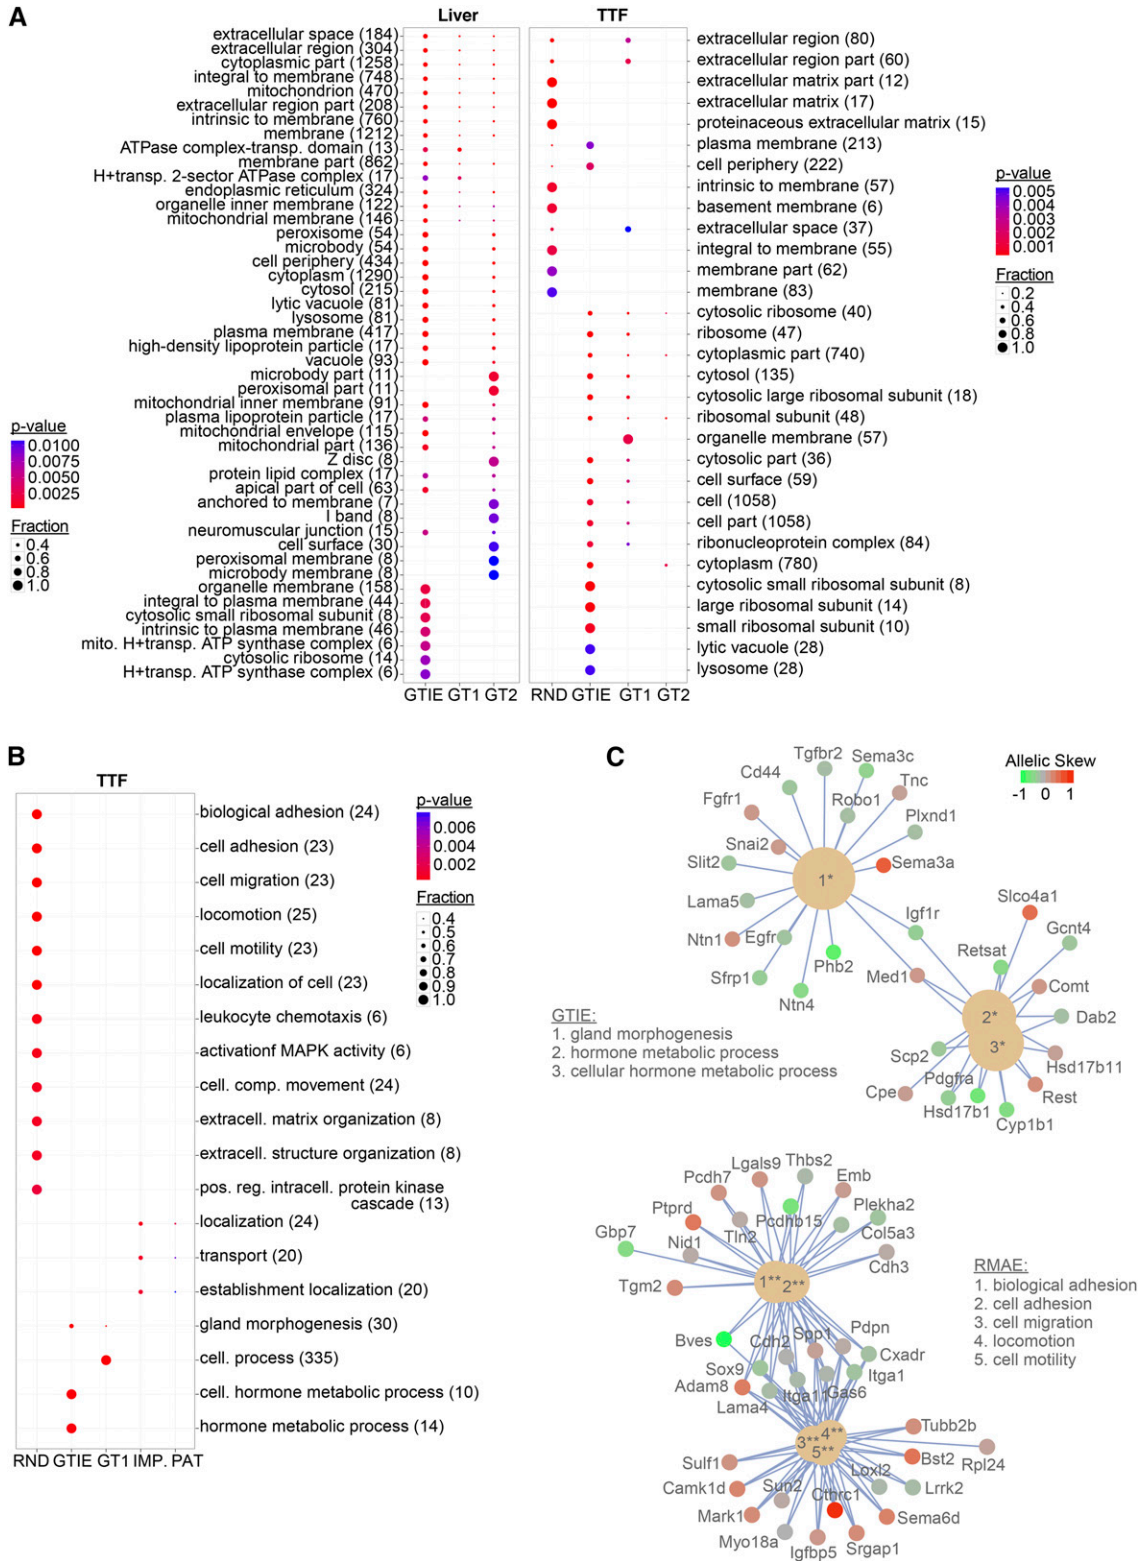 A
Liver
TTF
extracellular space (184)
extracellular region (304)
cytoplasmic part (1258)
integral to membrane (748)
mitochondrion (470)
extracellular region part (208)
intrinsic to membrane (760)
membrane (1212)
ATPase complex-transp. domain (13)
membrane part (862)
H+transp. 2-sector ATPase complex (17)
endoplasmic reticulum (324)
organelle inner membrane (122)
mitochondrial membrane (146)
peroxisome (54)
microbody (54)
cell periphery (434)
cytoplasm (1290)
cytosol (215)
lytic vacuole (81)
lysosome (81)
plasma membrane (417)
high-density lipoprotein particle (17)
vacuole (93)
microbody part (11)
peroxisomal part (11)
mitochondrial inner membrane (91)
plasma lipoprotein particle (17)
mitochondrial envelope (115)
mitochondrial part (136)
Z disc (8)
protein lipid complex (17)
apical part of cell (63)
anchored to membrane (7)
I band (8)
neuromuscular junction (15)
cell surface (30)
peroxisomal membrane (8)
microbody membrane (8)
organelle membrane (158)
integral to plasma membrane (44)
cytosolic small ribosomal subunit (8)
intrinsic to plasma membrane (46)
mito. H+transp. ATP synthase complex (6)
cytosolic ribosome (14)
H+transp. ATP synthase complex (6)
GTIE GT1 GT2
p-value
0.0100
0.0075
0.0050
0.0025
Fraction
0.4
0.6
0.8
1.0
extracellular region (80)
extracellular region part (60)
extracellular matrix part (12)
extracellular matrix (17)
proteinaceous extracellular matrix (15)
plasma membrane (213)
cell periphery (222)
intrinsic to membrane (57)
basement membrane (6)
extracellular space (37)
integral to membrane (55)
membrane part (62)
membrane (83)
cytosolic ribosome (40)
ribosome (47)
cytoplasmic part (740)
cytosol (135)
cytosolic large ribosomal subunit (18)
ribosomal subunit (48)
organelle membrane (57)
cytosolic part (36)
cell surface (59)
cell (1058)
cell part (1058)
ribonucleoprotein complex (84)
cytoplasm (780)
cytosolic small ribosomal subunit (8)
large ribosomal subunit (14)
small ribosomal subunit (10)
lytic vacuole (28)
lysosome (28)
RND GTIE GT1 GT2
p-value
0.005
0.004
0.003
0.002
0.001
Fraction
0.2
0.4
0.6
0.8
1.0
B
TTF
biological adhesion (24)
cell adhesion (23)
cell migration (23)
locomotion (25)
cell motility (23)
localization of cell (23)
leukocyte chemotaxis (6)
activationf MAPK activity (6)
cell. comp. movement (24)
extracell. matrix organization (8)
extracell. structure organization (8)
pos. reg. intracell. protein kinase
cascade (13)
localization (24)
transport (20)
establishment localization (20)
gland morphogenesis (30)
cell. process (335)
cell. hormone metabolic process (10)
hormone metabolic process (14)
RND GTIE GT1 IMP. PAT
p-value
0.006
0.004
0.002
Fraction
0.4
0.5
0.6
0.7
0.8
0.9
1.0
C
Allelic Skew
-1 0 1
Tgfbr2
Sema3c
Cd44
Tnc
Fgfr1
Robo1
Plxnd1
Snai2
Slit2
Sema3a
1*
Lama5
Igf1r
Slco4a1
Ntn1
Egfr
Gcnt4
Retsat
Phb2
Med1
Sfrp1
Comt
Ntn4
2*
Dab2
3*
Scp2
Hsd17b11
Pdgfra
Cpe
Rest
Hsd17b1
Cyp1b1
GTIE:
1. gland morphogenesis
2. hormone metabolic process
3. cellular hormone metabolic process
Lgals9
Thbs2
Pcdh7
Emb
Ptprd
Plekha2
Pcdhb15
Gbp7
Nid1
Tln2
Col5a3
Cdh3
Tgm2
1**
2**
Bves
Cdh2
Spp1
Pdpn
Cxadr
Sox9
Itga1
Adam8
Itga11
Gas6
Lama4
4**
3**
5**
Tubb2b
Sulf1
Bst2
Rpl24
Loxl2
Camk1d
Sun2
Lrrk2
Cthrc1
Mark1
Sema6d
Myo18a
Igfbp5
Srgap1
RMAE:
1. biological adhesion
2. cell adhesion
3. cell migration
4. locomotion
5. cell motility